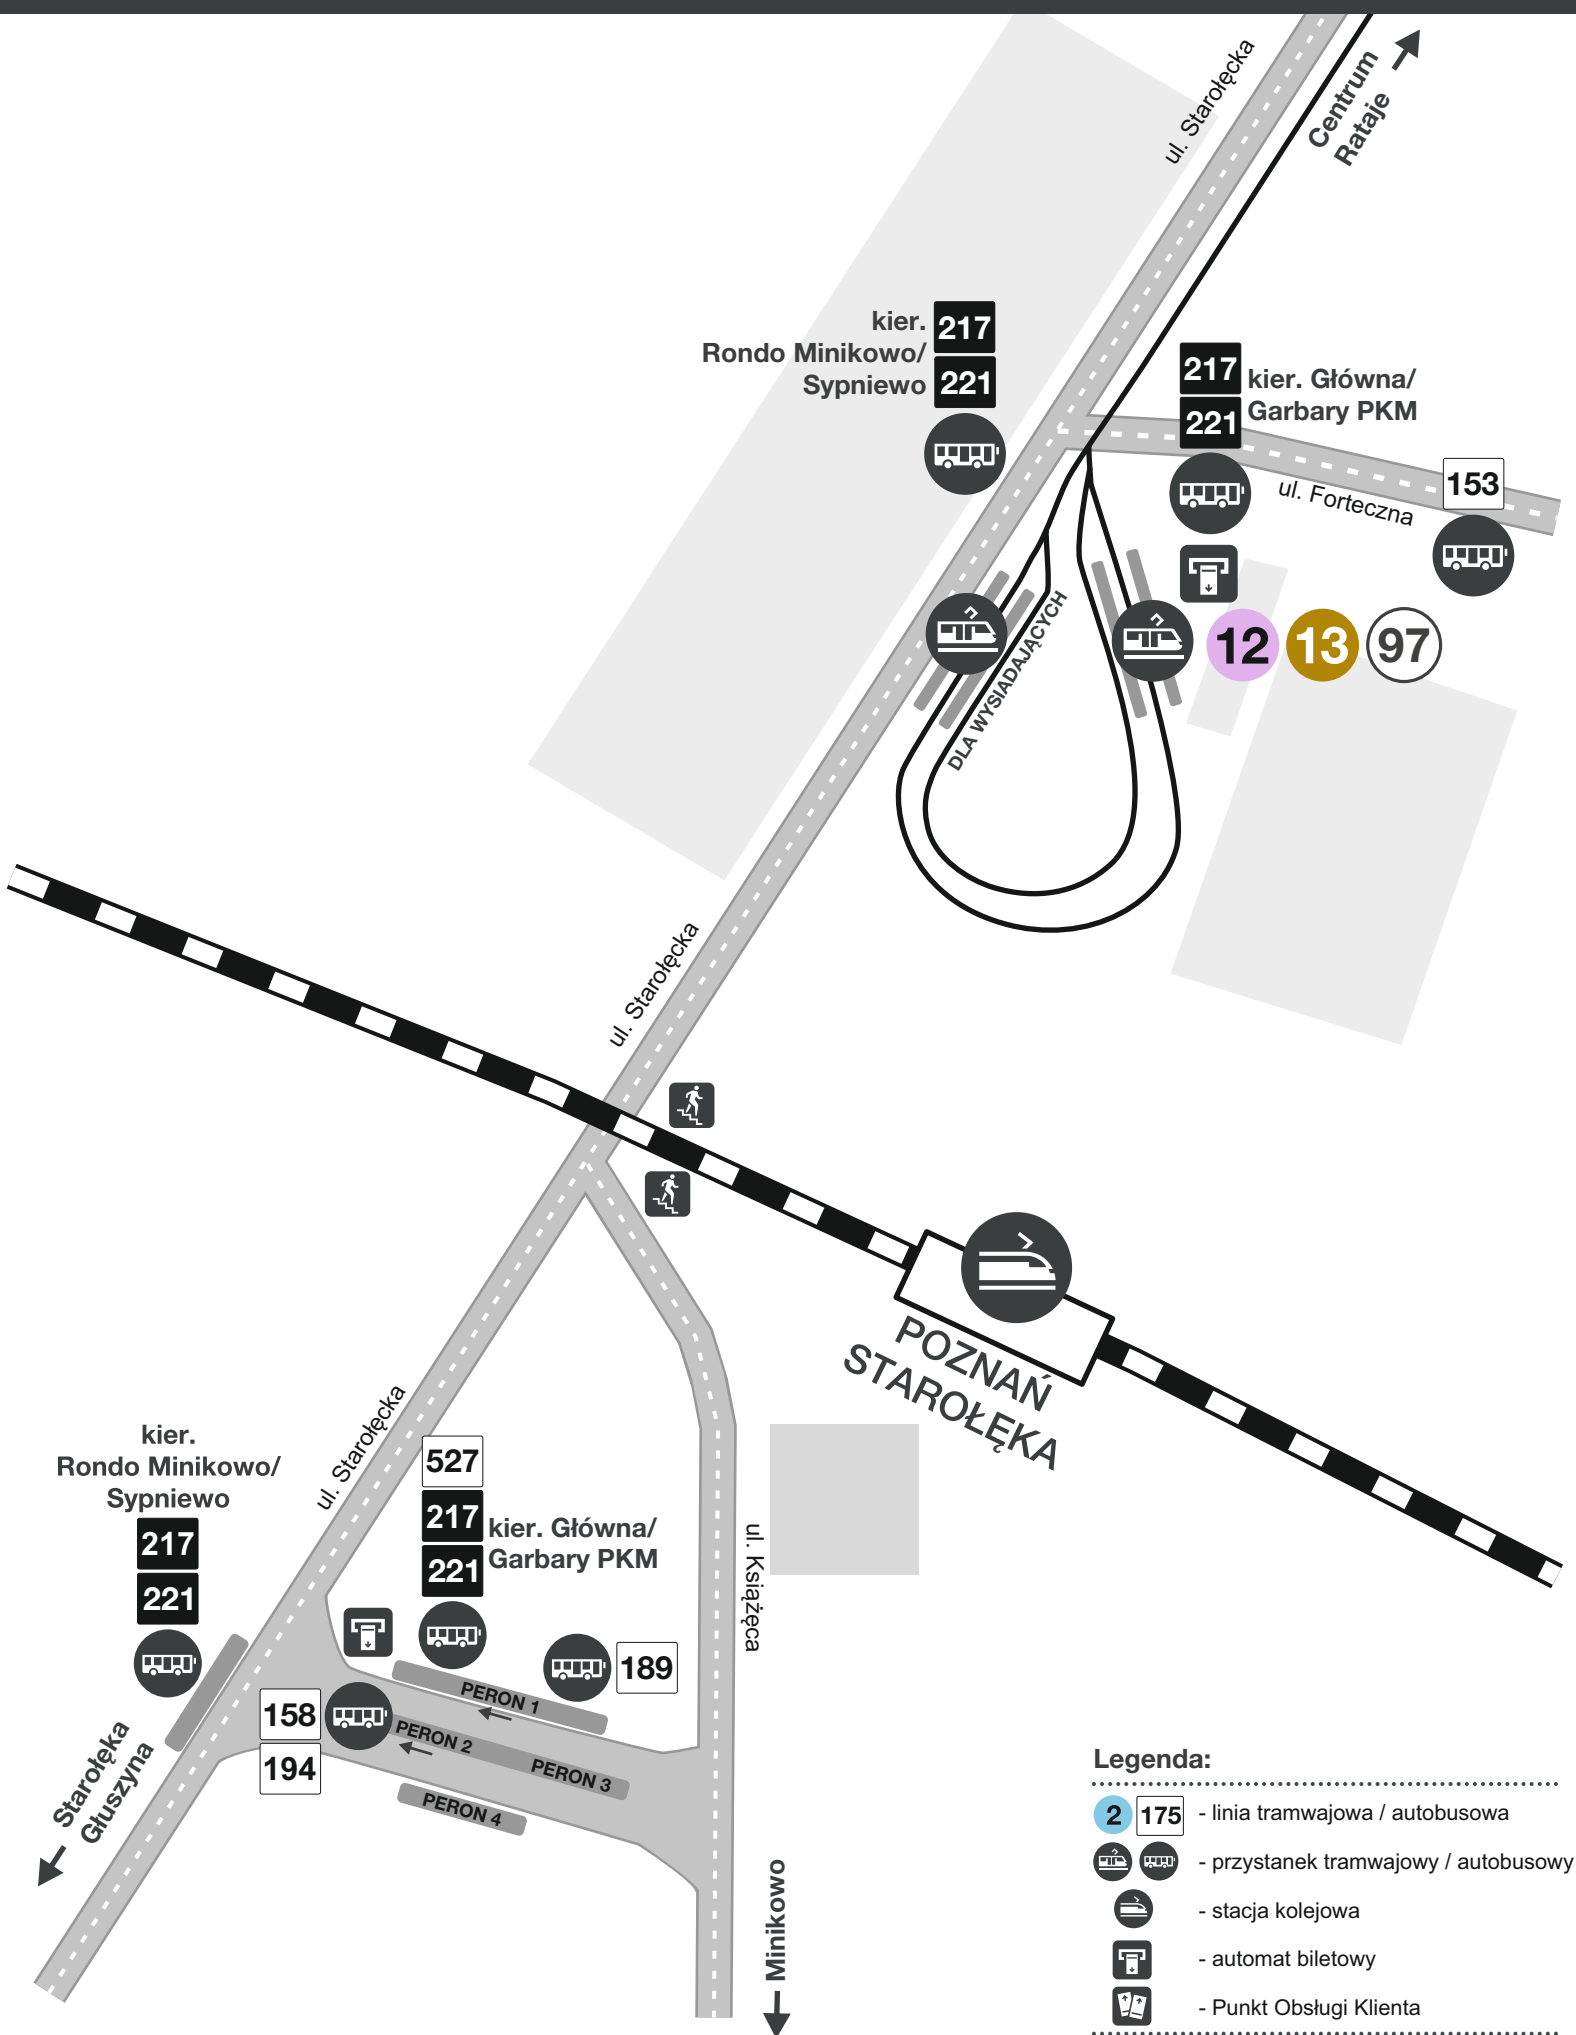 ul. Starołęcka
Centrum
Rataje
kier.
Rondo Minikowo/
Sypniewo
217
221
217
221
kier. Główna/
Garbary PKM
153
ul. Forteczna
12
13
97
DLA WYSIADAJĄCYCH
ul. Starołęcka
POZNAŃ
STAROŁĘKA
ul. Starołęcka
kier.
Rondo Minikowo/
Sypniewo
217
221
527
217
221
kier. Główna/
Garbary PKM
ul. Książęca
189
PERON 1
158
194
PERON 2
PERON 3
PERON 4
Starołęka
Głuszyna
Minikowo
Legenda:
2 175 - linia tramwajowa / autobusowa
- przystanek tramwajowy / autobusowy
- stacja kolejowa
- automat biletowy
- Punkt Obsługi Klienta